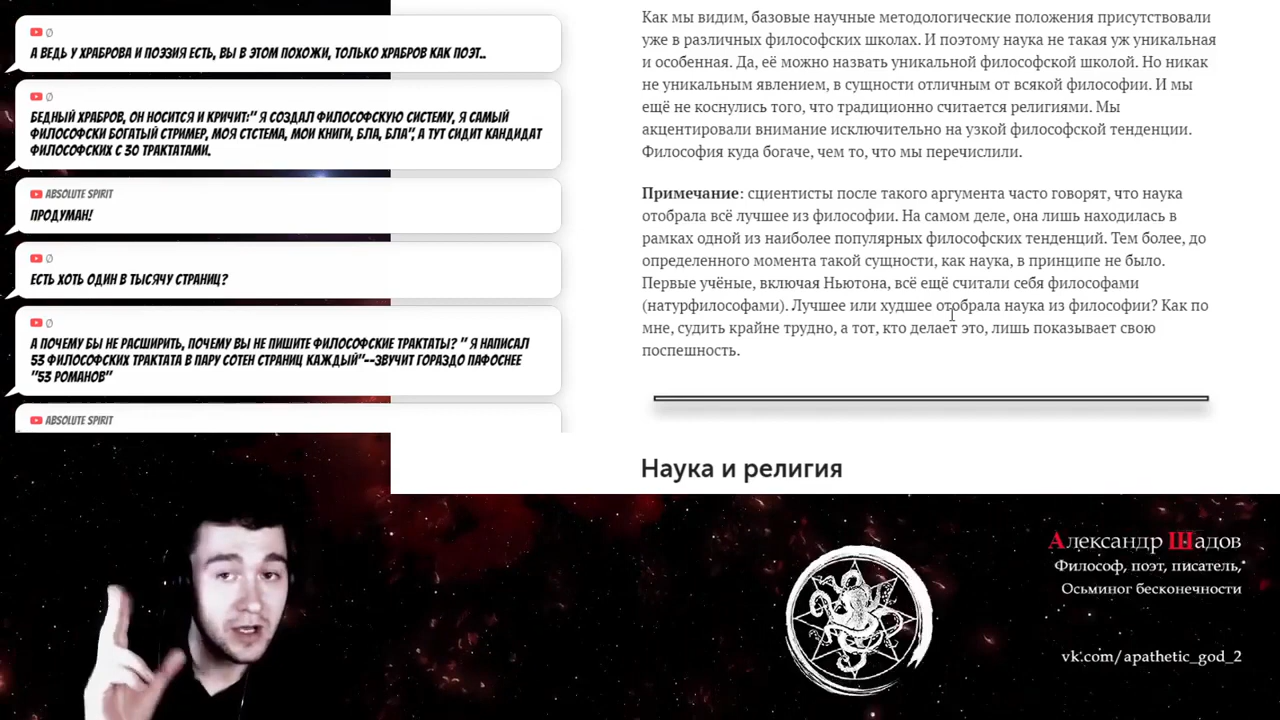 Ø
А ВЕДЬ У ХРАБРОВА И ПОЭЗИЯ ЕСТЬ, ВЫ В ЭТОМ ПОХОЖИ, ТОЛЬКО ХРАБРОВ КАК ПОЭТ...
Ø
БЕДНЫЙ ХРАБРОВ, ОН НОСИТСЯ И КРИЧИТ:" Я СОЗДАЛ ФИЛОСОФСКУЮ СИСТЕМУ, Я САМЫЙ
ФИЛОСОФСКИ БОГАТЫЙ СТРИМЕР, МОЯ СТСТЕМА, МОИ КНИГИ, БЛА, БЛА", А ТУТ СИДИТ КАНДИДАТ
ФИЛОСОФСКИХ С 30 ТРАКТАТАМИ.
ABSOLUTE SPIRIT
ПРОДУМАН!
Ø
ЕСТЬ ХОТЬ ОДИН В ТЫСЯЧУ СТРАНИЦ?
Ø
А ПОЧЕМУ БЫ НЕ РАСШИРИТЬ, ПОЧЕМУ ВЫ НЕ ПИШИТЕ ФИЛОСОФСКИЕ ТРАКТАТЫ? " Я НАПИСАЛ
53 ФИЛОСОФСКИХ ТРАКТАТА В ПАРУ СОТЕН СТРАНИЦ КАЖДЫЙ"--ЗВУЧИТ ГОРАЗДО ПАФОСНЕЕ
"53 РОМАНОВ"
ABSOLUTE SPIRIT
Как мы видим, базовые научные методологические положения присутствовали
уже в различных философских школах. И поэтому наука не такая уж уникальная
и особенная. Да, её можно назвать уникальной философской школой. Но никак
не уникальным явлением, в сущности отличным от всякой философии. И мы
ещё не коснулись того, что традиционно считается религиями. Мы
акцентировали внимание исключительно на узкой философской тенденции.
Философия куда богаче, чем то, что мы перечислили.
Примечание: сциентисты после такого аргумента часто говорят, что наука
отобрала всё лучшее из философии. На самом деле, она лишь находилась в
рамках одной из наиболее популярных философских тенденций. Тем более, до
определенного момента такой сущности, как наука, в принципе не было.
Первые учёные, включая Ньютона, всё ещё считали себя философами
(натурфилософами). Лучшее или худшее отобрала наука из философии? Как по
мне, судить крайне трудно, а тот, кто делает это, лишь показывает свою
поспешность.
Наука и религия
Александр Шадов
Философ, поэт, писатель,
Осьминог бесконечности
vk.com/apathetic_god_2